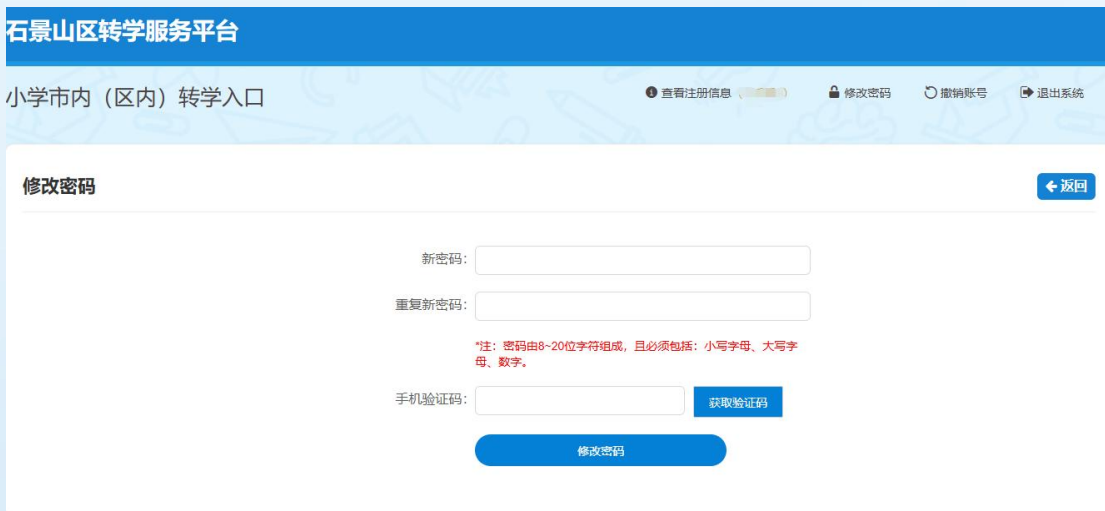 石景山区转学服务平台
小学市内（区内）转学入口
查看注册信息（ ） 修改密码 撤销账号 退出系统
修改密码
返回
新密码：
重复新密码：
*注：密码由8~20位字符组成，且必须包括：小写字母、大写字
母、数字。
手机验证码：
获取验证码
修改密码